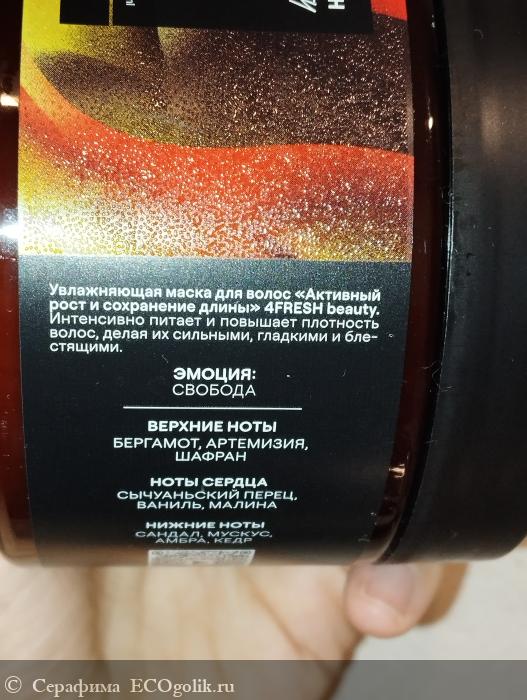 Увлажняющая маска для волос «Активный
рост и сохранение длины» 4FRESH beauty.
Интенсивно питает и повышает плотность
волос, делая их сильными, гладкими и бле-
стящими.
ЭМОЦИЯ:
СВОБОДА
ВЕРХНИЕ НОТЫ
БЕРГАМОТ, АРТЕМИЗИЯ,
ШАФРАН
НОТЫ СЕРДЦА
СЫЧУАНЬСКИЙ ПЕРЕЦ,
ВАНИЛЬ, МАЛИНА
НИЖНИЕ НОТЫ
САНДАЛ, МУСКУС,
АМБРА, КЕДР
© Серафима ECOgolik.ru